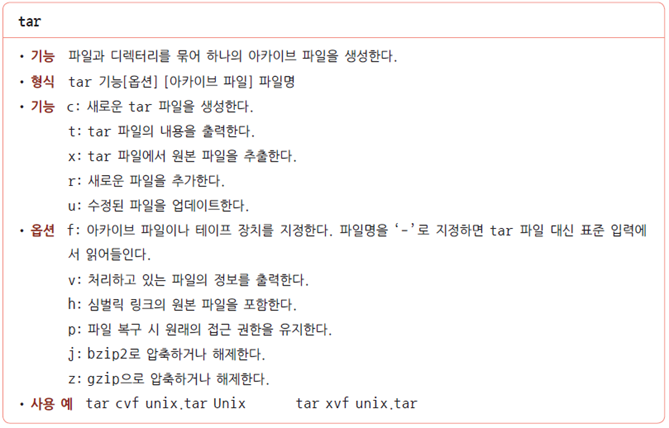 tar
• 기능 파일과 디렉터리를 묶어 하나의 아카이브 파일을 생성한다.
• 형식 tar 기능[옵션] [아카이브 파일] 파일명
• 기능 c: 새로운 tar 파일을 생성한다.
t: tar 파일의 내용을 출력한다.
x: tar 파일에서 원본 파일을 추출한다.
r: 새로운 파일을 추가한다.
u: 수정된 파일을 업데이트한다.
• 옵션 f: 아카이브 파일이나 테이프 장치를 지정한다. 파일명을 ‘-’로 지정하면 tar 파일 대신 표준 입력에
서 읽어들인다.
v: 처리하고 있는 파일의 정보를 출력한다.
h: 심벌릭 링크의 원본 파일을 포함한다.
p: 파일 복구 시 원래의 접근 권한을 유지한다.
j: bzip2로 압축하거나 해제한다.
z: gzip으로 압축하거나 해제한다.
• 사용 예 tar cvf unix.tar Unix tar xvf unix.tar